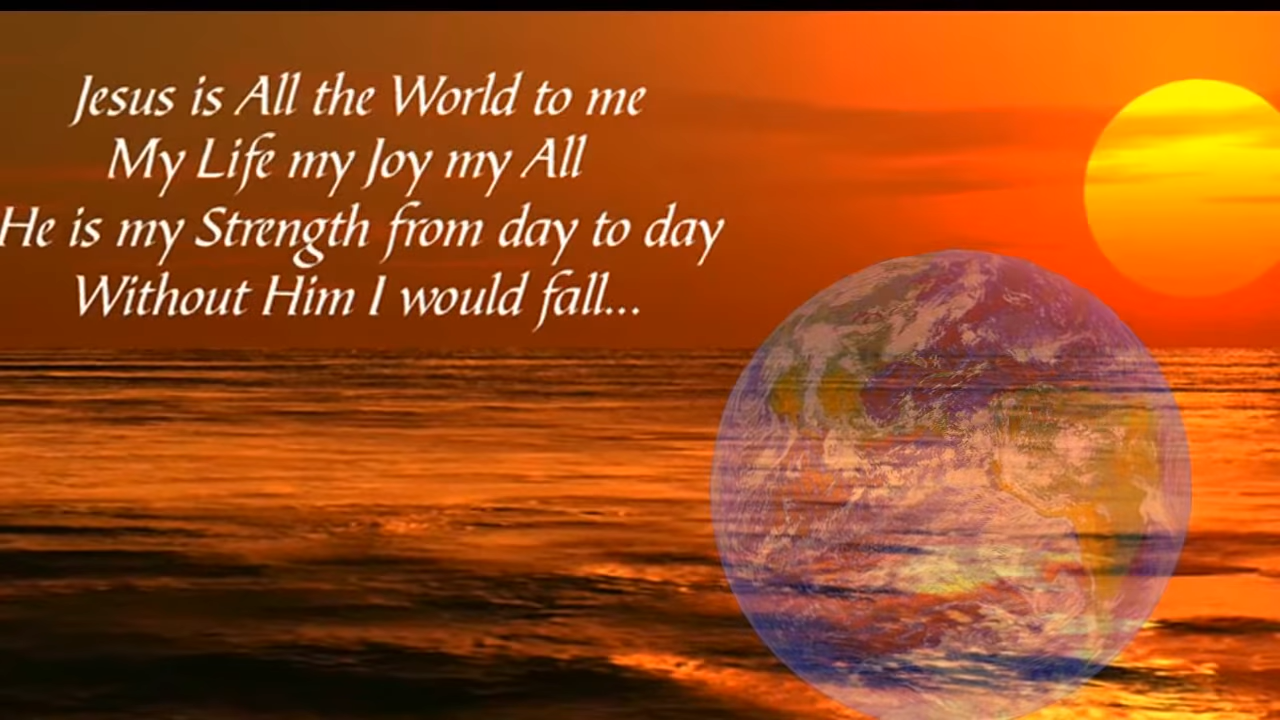 Jesus is All the World to me
My Life my Joy my All
He is my Strength from day to day
Without Him I would fall...